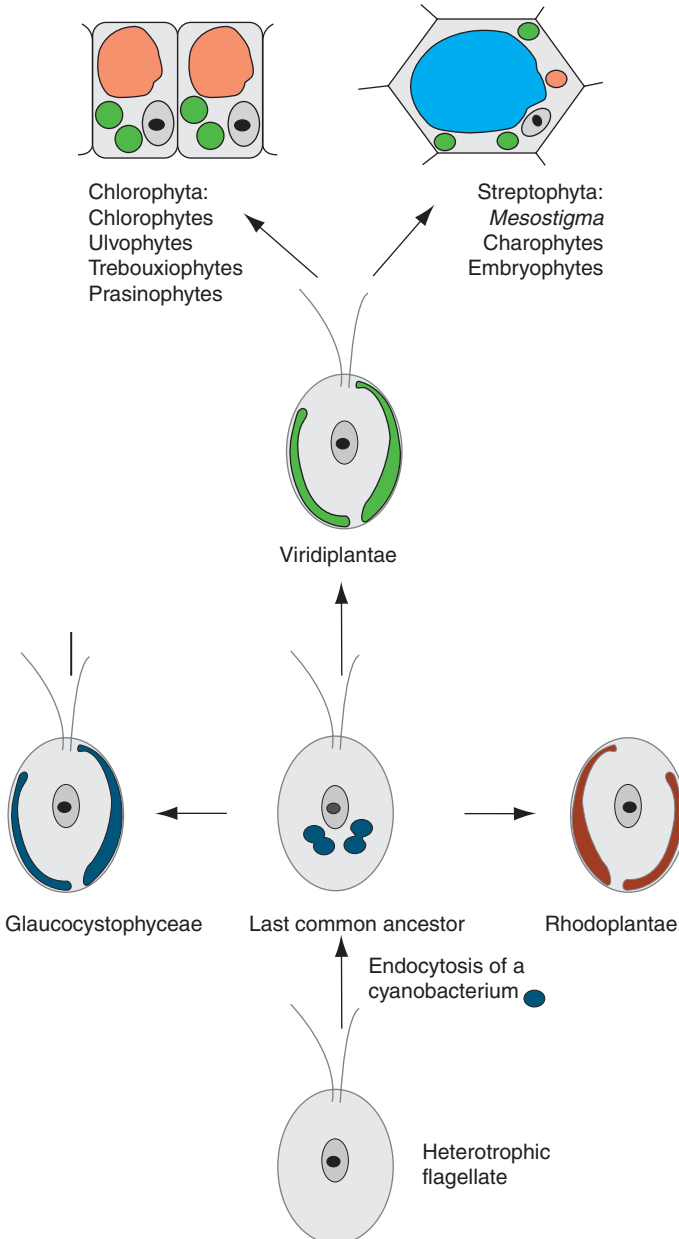 Chlorophyta:
Chlorophytes
Ulvophytes
Trebouxiophytes
Prasinophytes
Streptophyta:
Mesostigma
Charophytes
Embryophytes
Viridiplantae
Glaucocystophyceae
Last common ancestor
Rhodoplantae
Endocytosis of a
cyanobacterium
Heterotrophic
flagellate